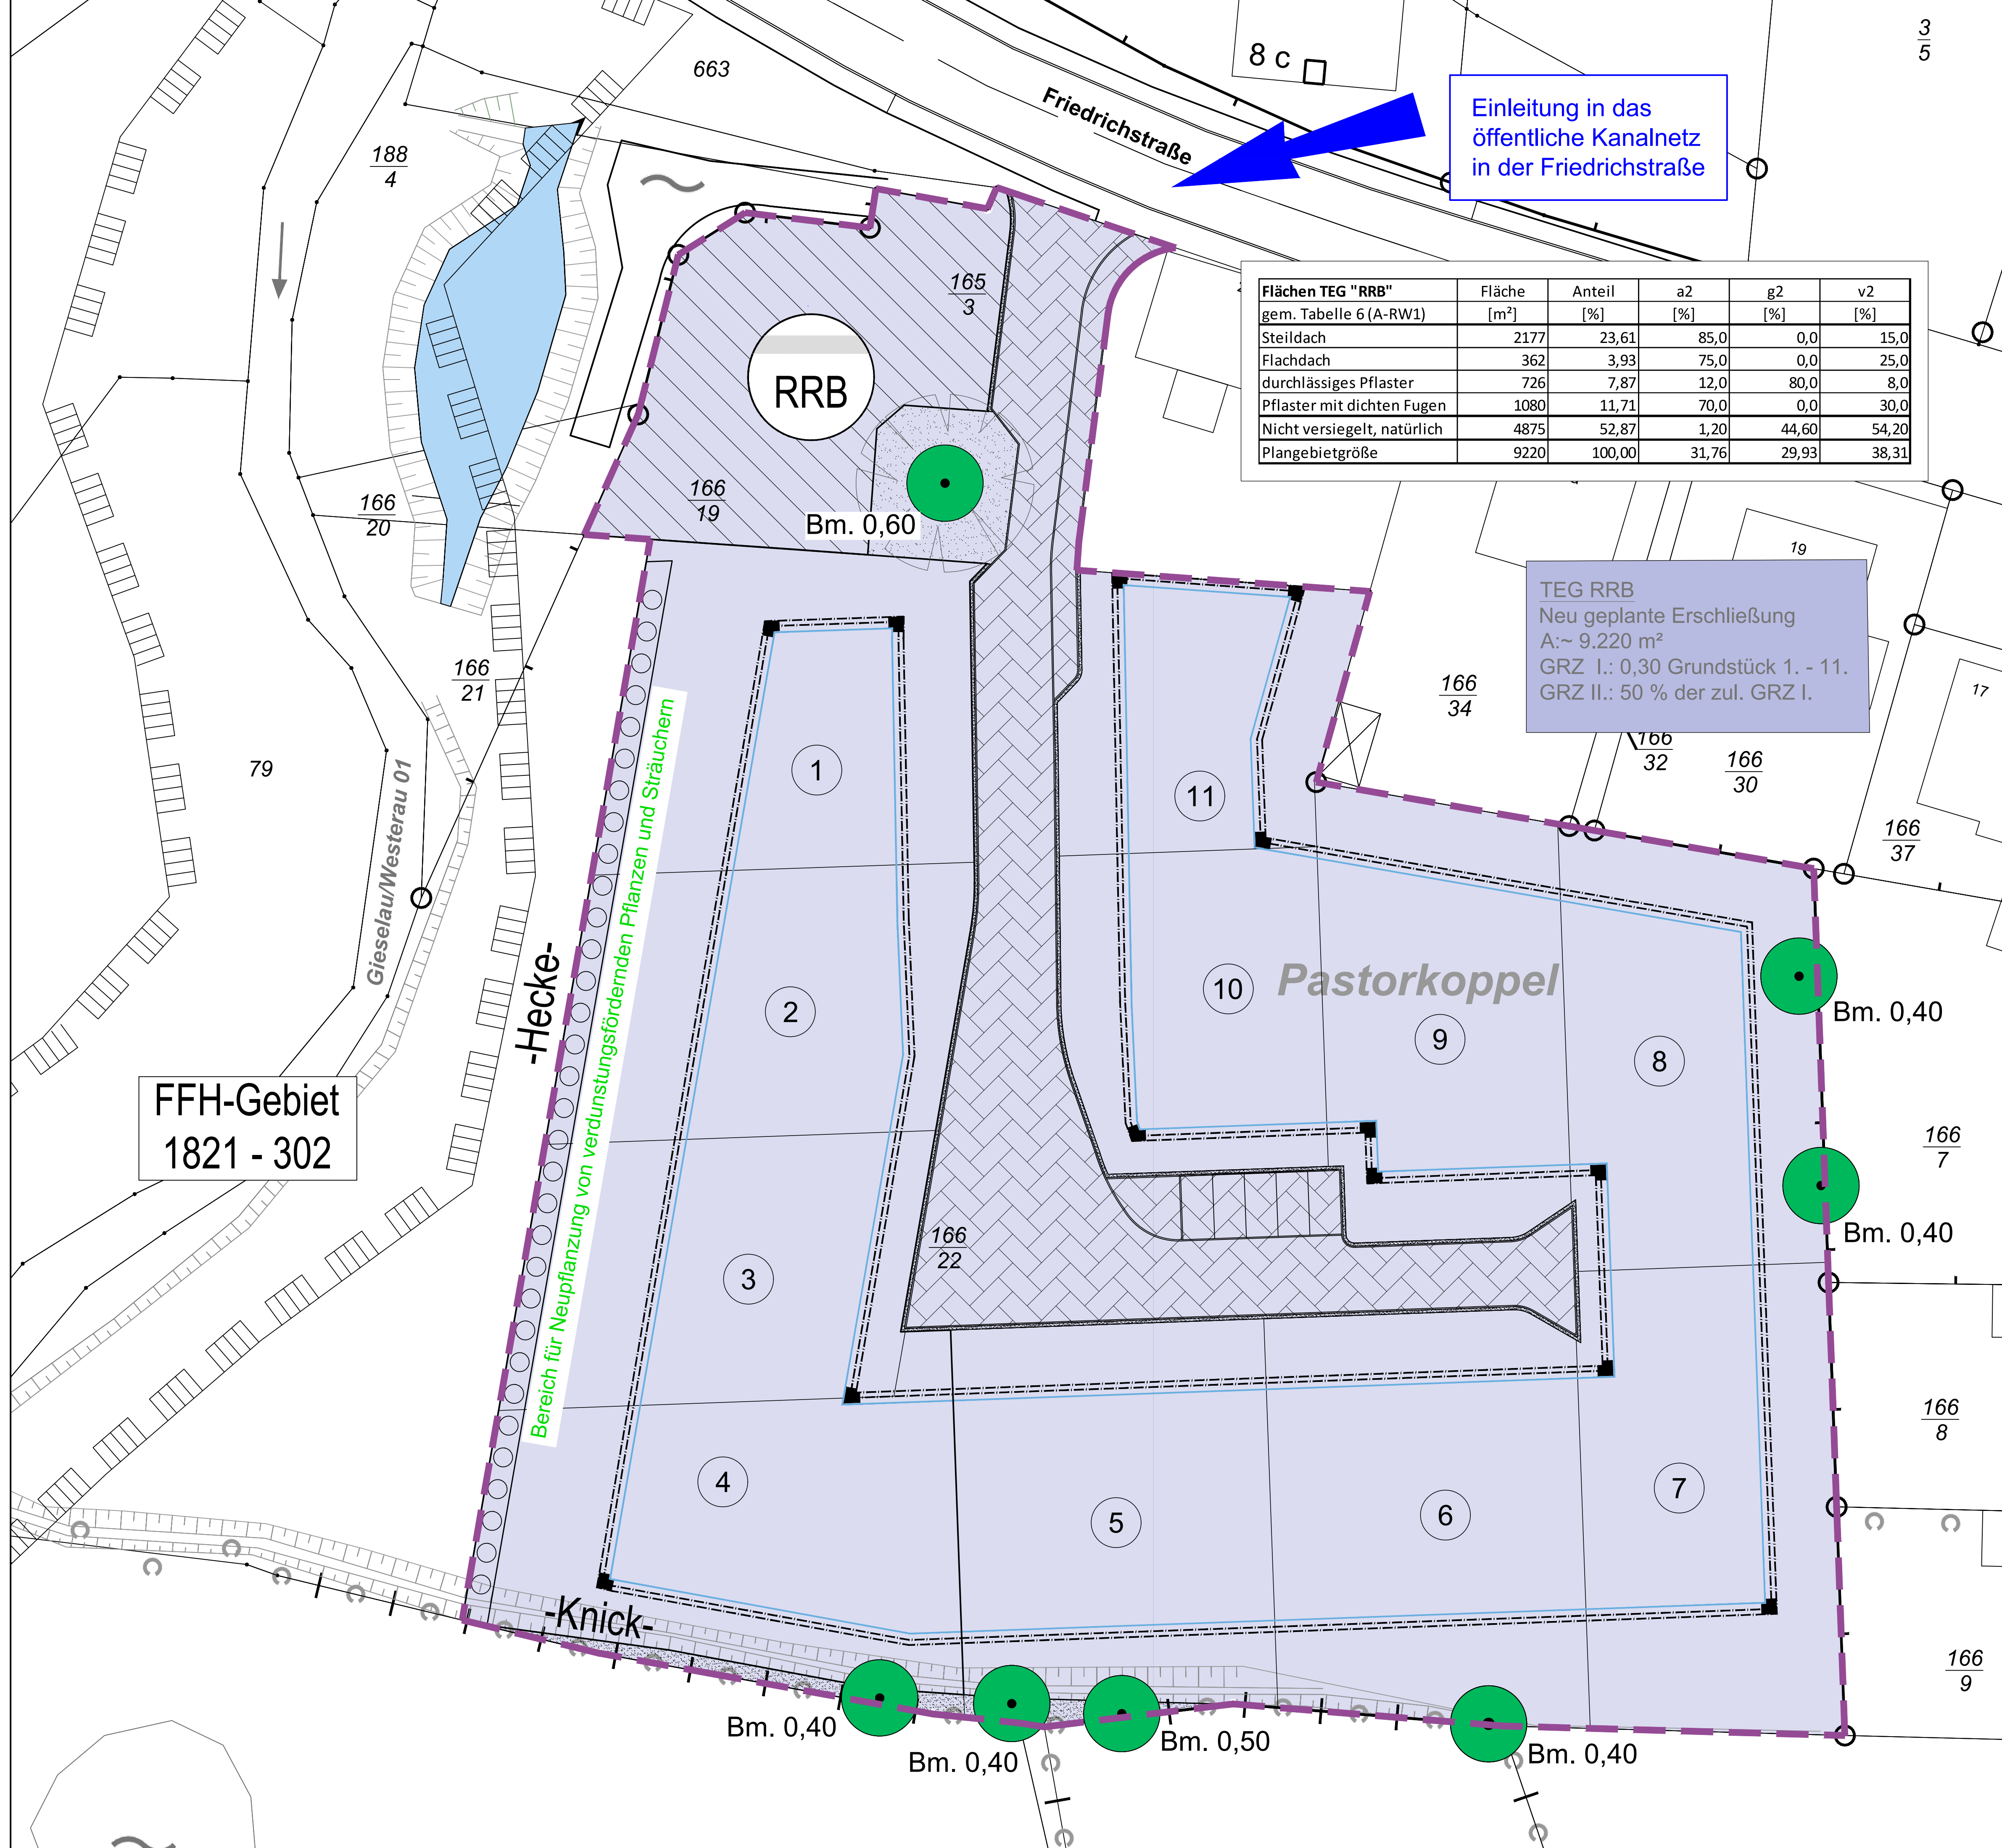 663
8 c
3
5
Friedrichstraße
Einleitung in das
öffentliche Kanalnetz
in der Friedrichstraße
188
4
165
3
Flächen TEG "RRB" Fläche Anteil a2 g2 v2
gem. Tabelle 6 (A-RW1) [m²] [%] [%] [%] [%]
Steildach 2177 23,61 85,0 0,0 15,0
Flachdach 362 3,93 75,0 0,0 25,0
durchlässiges Pflaster 726 7,87 12,0 80,0 8,0
Pflaster mit dichten Fugen 1080 11,71 70,0 0,0 30,0
Nicht versiegelt, natürlich 4875 52,87 1,20 44,60 54,20
Plangebietgröße 9220 100,00 31,76 29,93 38,31
RRB
166
20
166
19
Bm. 0,60
19
TEG RRB
Neu geplante Erschließung
A:~ 9.220 m²
GRZ I.: 0,30 Grundstück 1. - 11.
GRZ II.: 50 % der zul. GRZ I.
166
21
166
34
17
166
32
166
30
79
1
11
166
37
Gieselau/Westerau 01
-Hecke-
Bereich für Neupflanzung von verdunstungsfördernden Pflanzen und Sträuchern
2
10
Pastorkoppel
9
8
Bm. 0,40
FFH-Gebiet
1821 - 302
166
7
166
22
Bm. 0,40
3
166
8
4
5
6
7
-Knick-
166
9
Bm. 0,40
Bm. 0,40
Bm. 0,50
Bm. 0,40